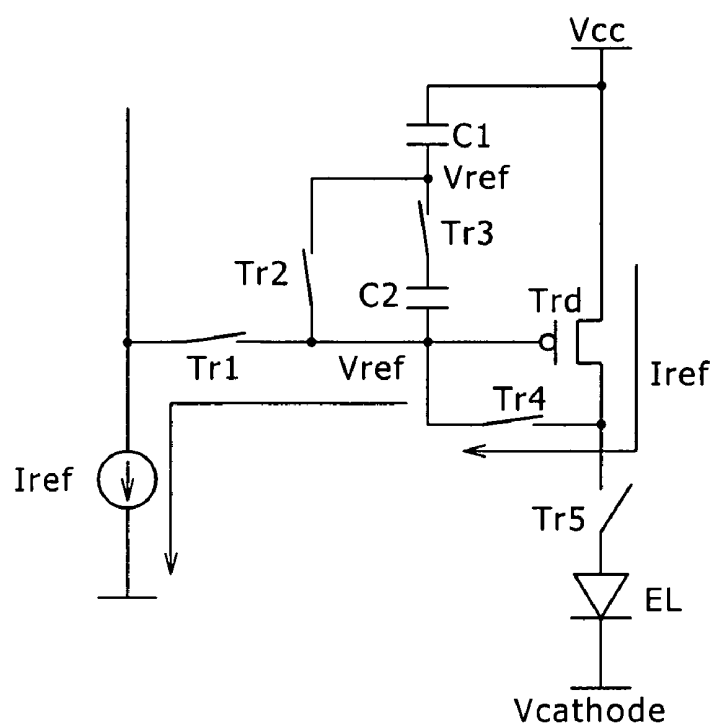 Vcc
C1
Vref
Tr3
Tr2
C2
Trd
Tr1
Vref
Tr4
Iref
Iref
Tr5
EL
Vcathode